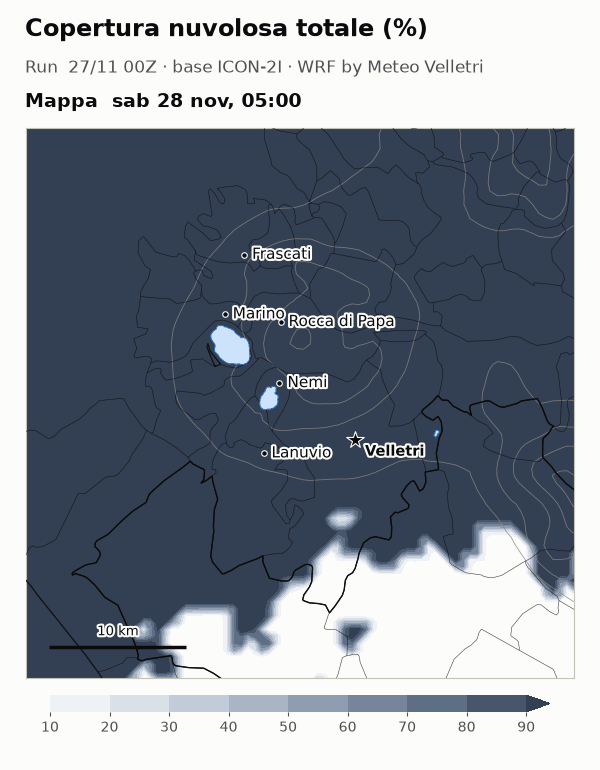 Copertura nuvolosa totale (%)
Run  27/11 00Z · base ICON-2I · WRF by Meteo Velletri
Mappa  sab 28 nov, 05:00
Frascati
Marino
Rocca di Papa
Nemi
Velletri
Lanuvio
10 km
10 20 30 40 50 60 70 80 90